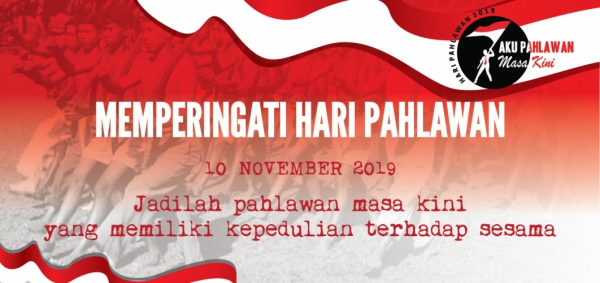 HARI PAHLAWAN 2019
AKU PAHLAWAN
Masa Kini
MEMPERINGATI HARI PAHLAWAN
10 NOVEMBER 2019
Jadilah pahlawan masa kini
yang memiliki kepedulian terhadap sesama